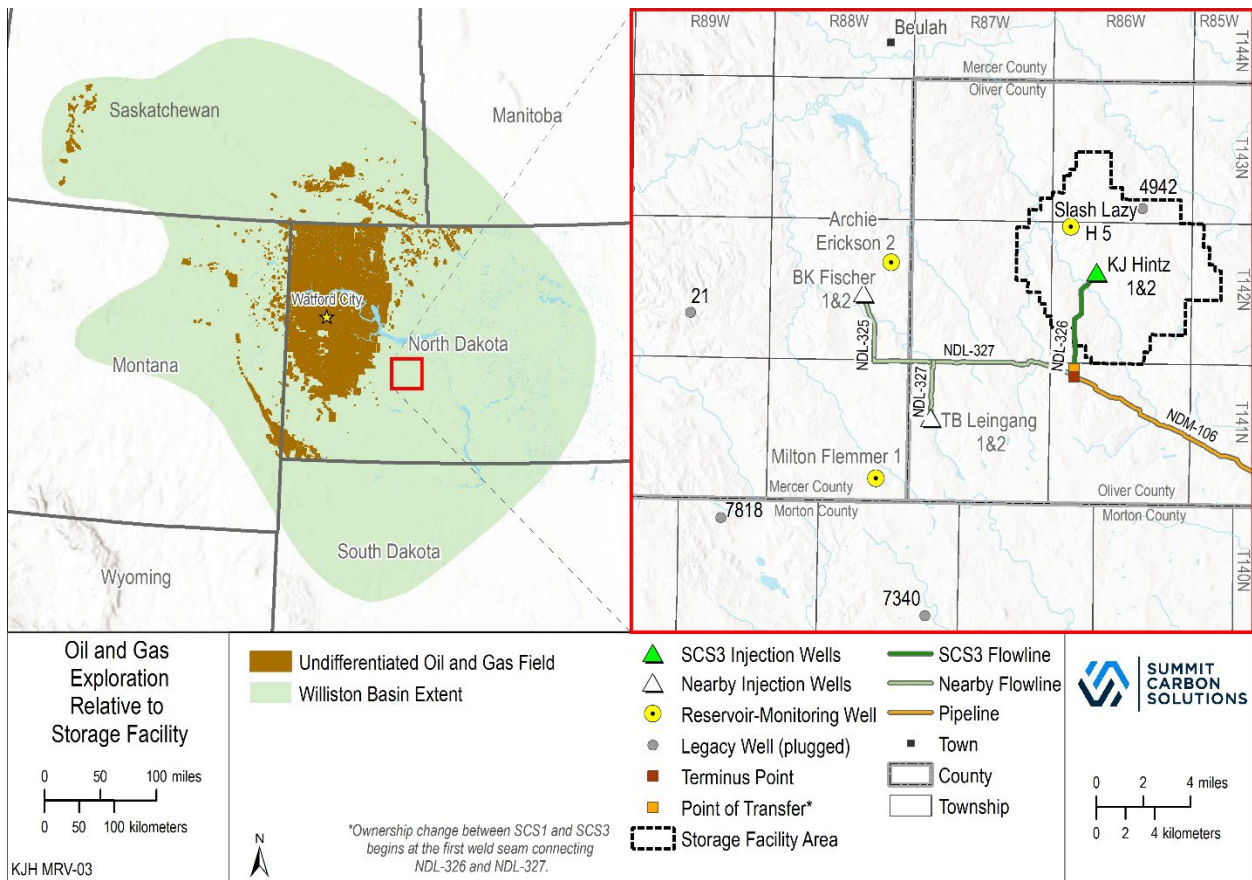 Saskatchewan
Manitoba
Watford City
North Dakota
Montana
South Dakota
Wyoming
R89W
R88W
R87W
R86W
R85W
Beulah
T144N
Mercer County
Oliver County
T143N
4942
Archie
Erickson 2
Slash Lazy
H 5
BK Fischer
1&2
KJ Hintz
1&2
T142N
21
NDL-325
NDL-327
NDL-326
NDL-327
TB Leingang
1&2
NDM-106
T141N
Milton Flemmer 1
Mercer County
Morton County
Oliver County
Morton County
7818
7340
T140N
Oil and Gas
Exploration
Relative to
Storage Facility
0 50 100 miles
0 50 100 kilometers
KJH MRV-03
Undifferentiated Oil and Gas Field
Williston Basin Extent
N
*Ownership change between SCS1 and SCS3
begins at the first weld seam connecting
NDL-326 and NDL-327.
SCS3 Injection Wells
Nearby Injection Wells
Reservoir-Monitoring Well
Legacy Well (plugged)
Terminus Point
Point of Transfer*
Storage Facility Area
SCS3 Flowline
Nearby Flowline
Pipeline
Town
County
Township
SUMMIT
CARBON
SOLUTIONS
0 2 4 miles
0 2 4 kilometers